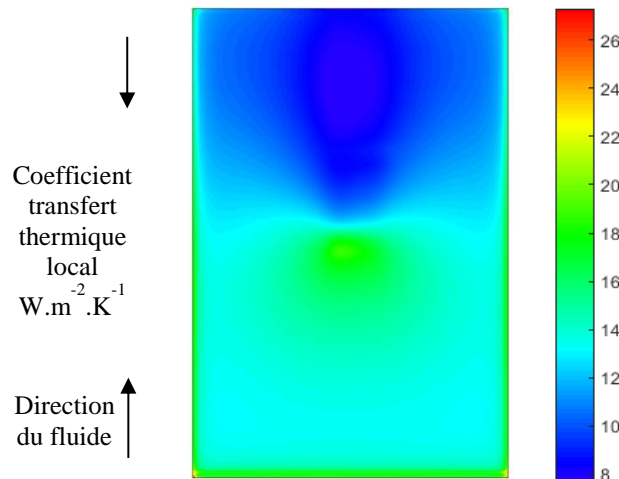 Coefficient
transfert
thermique
local
W.m⁻².K⁻¹
Direction
du fluide
26
24
22
20
18
16
14
12
10
8